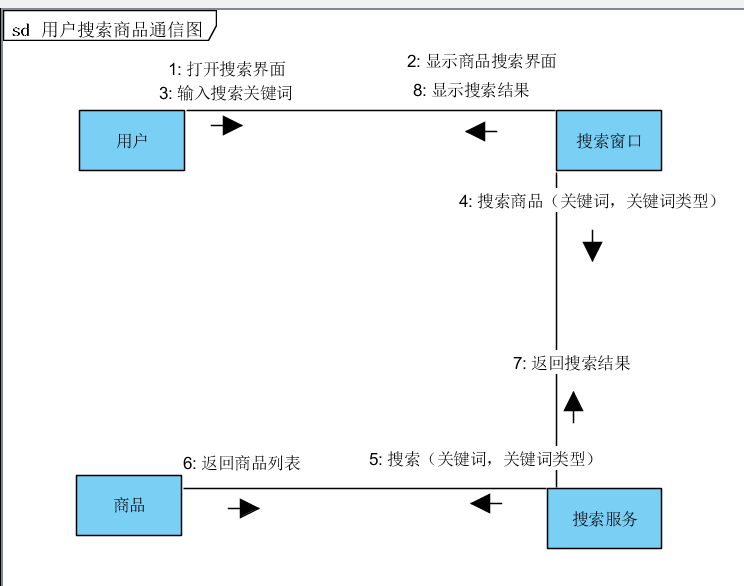 sd 用户搜索商品通信图
1: 打开搜索界面
3: 输入搜索关键词
2: 显示商品搜索界面
8: 显示搜索结果
用户
搜索窗口
4: 搜索商品（关键词，关键词类型）
7: 返回搜索结果
6: 返回商品列表
5: 搜索（关键词，关键词类型）
商品
搜索服务